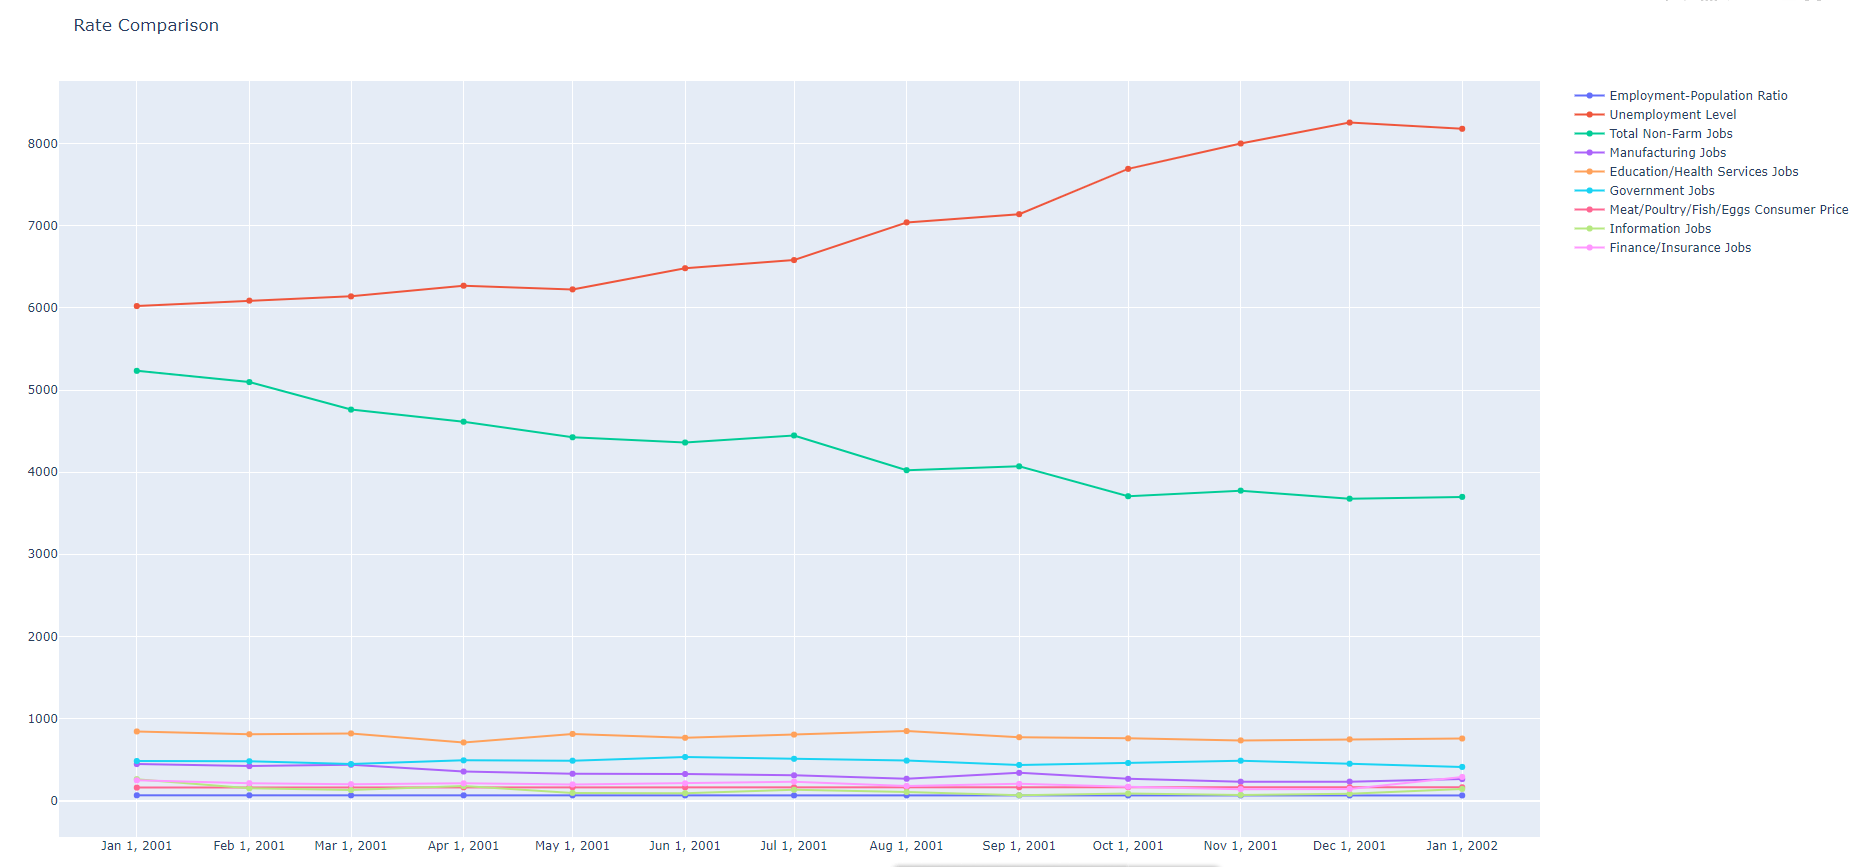 Rate Comparison
8000
7000
6000
5000
4000
3000
2000
1000
0
Jan 1, 2001
Feb 1, 2001
Mar 1, 2001
Apr 1, 2001
May 1, 2001
Jun 1, 2001
Jul 1, 2001
Aug 1, 2001
Sep 1, 2001
Oct 1, 2001
Nov 1, 2001
Dec 1, 2001
Jan 1, 2002
Employment-Population Ratio
Unemployment Level
Total Non-Farm Jobs
Manufacturing Jobs
Education/Health Services Jobs
Government Jobs
Meat/Poultry/Fish/Eggs Consumer Price
Information Jobs
Finance/Insurance Jobs